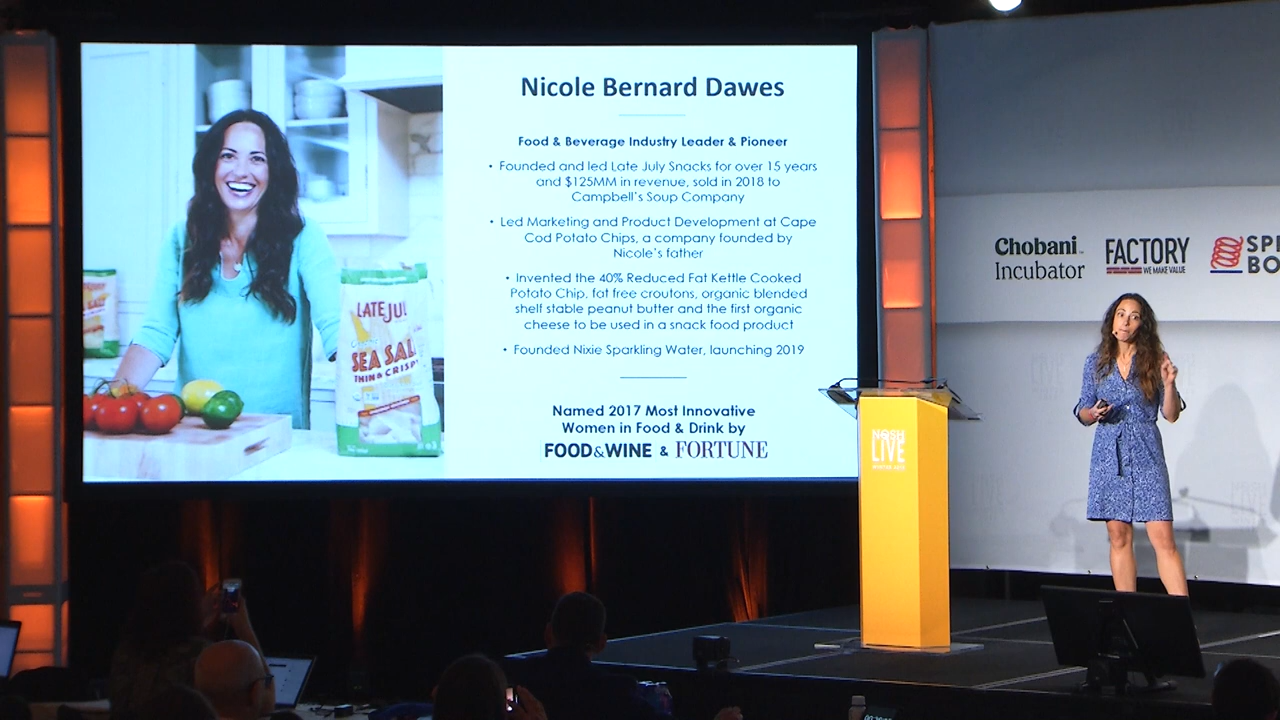 Nicole Bernard Dawes
Food & Beverage Industry Leader & Pioneer
• Founded and led Late July Snacks for over 15 years
and $125MM in revenue, sold in 2018 to
Campbell's Soup Company
• Led Marketing and Product Development at Cape
Cod Potato Chips, a company founded by
Nicole's father
• Invented the 40% Reduced Fat Kettle Cooked
Potato Chip, fat free croutons, organic blended
shelf stable peanut butter and the first organic
cheese to be used in a snack food product
• Founded Nixie Sparkling Water, launching 2019
Named 2017 Most Innovative
Women in Food & Drink by
FOOD&WINE & FORTUNE
LATE JUL
SEA SAL
THIN & CRISPY
Chobani
Incubator
FACTORY
WE MAKE VALUE
SP
BO
NOSH
LIVE